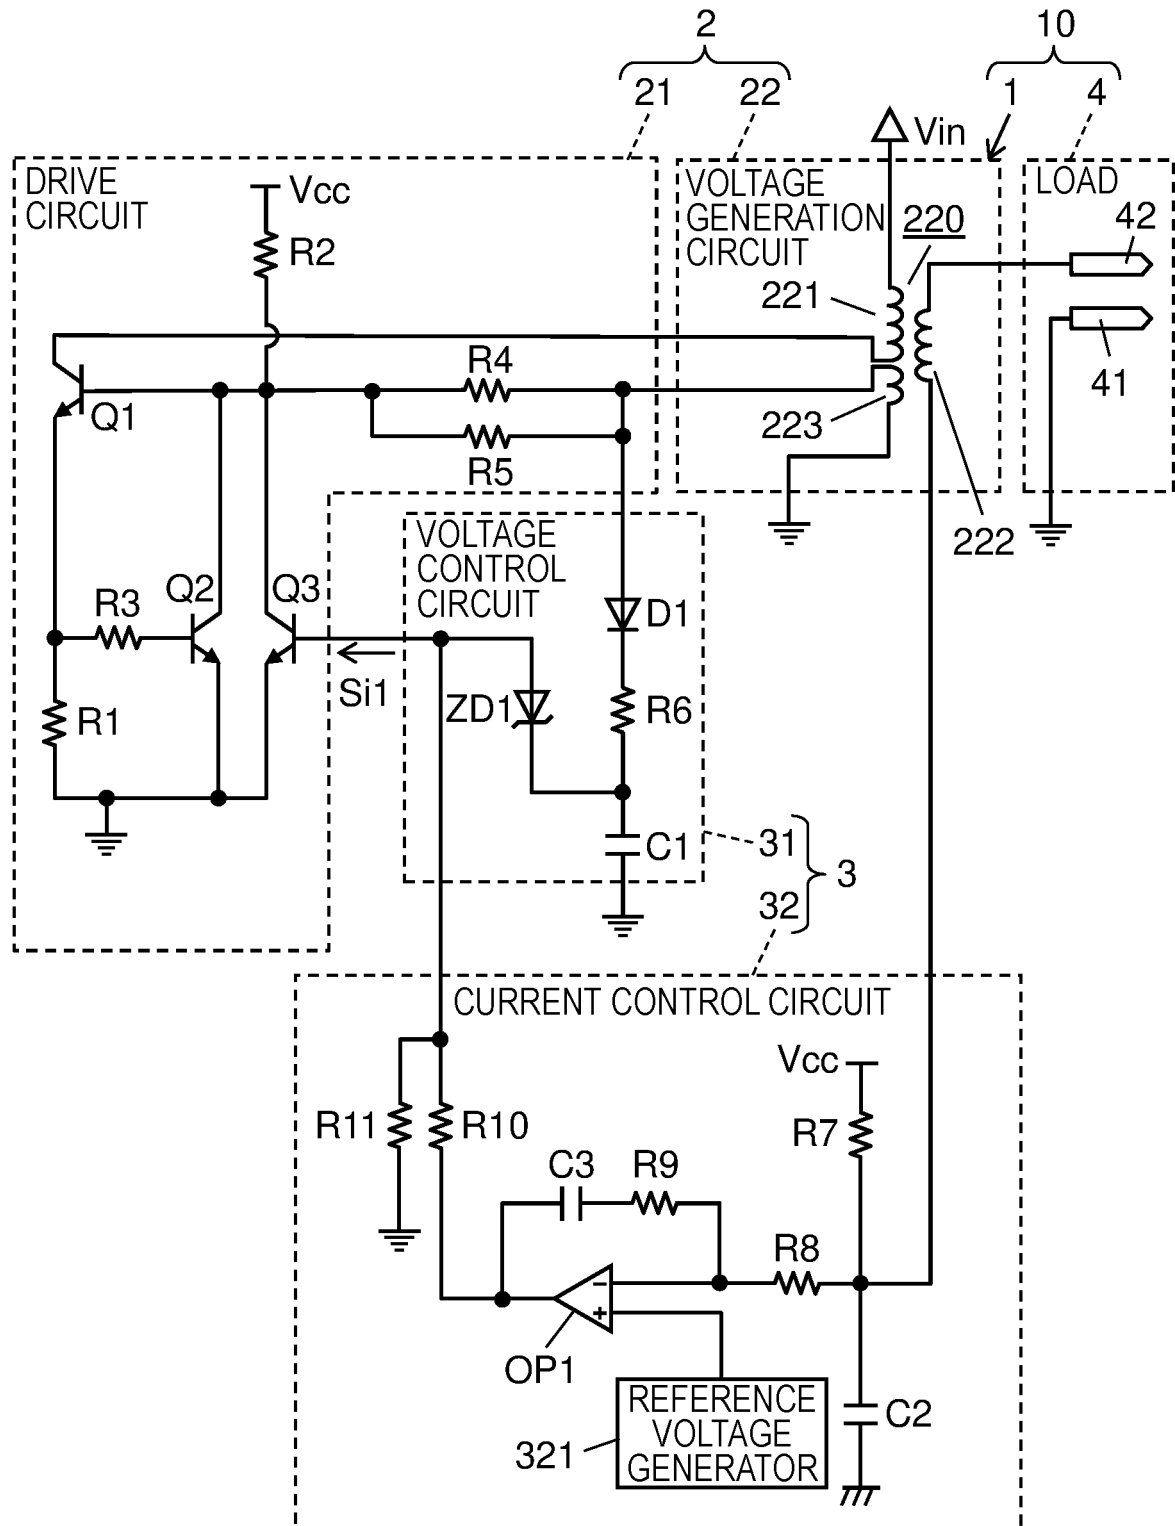 2
10
21
22
1
4
Vin
DRIVE
CIRCUIT
Vcc
R2
VOLTAGE
GENERATION
CIRCUIT
220
221
LOAD
42
41
R4
Q1
R5
223
222
VOLTAGE
CONTROL
CIRCUIT
R3
Q2
Q3
D1
Si1
ZD1
R6
R1
C1
31
3
32
CURRENT CONTROL CIRCUIT
Vcc
R11
R10
R7
C3
R9
R8
−
+
OP1
C2
REFERENCE
VOLTAGE
GENERATOR
321